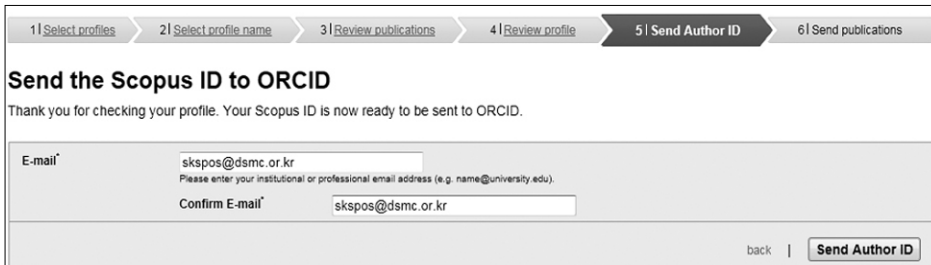 1 | Select profiles 2 | Select profile name 3 | Review publications 4 | Review profile 5 | Send Author ID 6 | Send publications
Send the Scopus ID to ORCID
Thank you for checking your profile. Your Scopus ID is now ready to be sent to ORCID.
E-mail* skspos@dsmc.or.kr
Please enter your institutional or professional email address (e.g. name@university.edu).
Confirm E-mail* skspos@dsmc.or.kr
back | Send Author ID